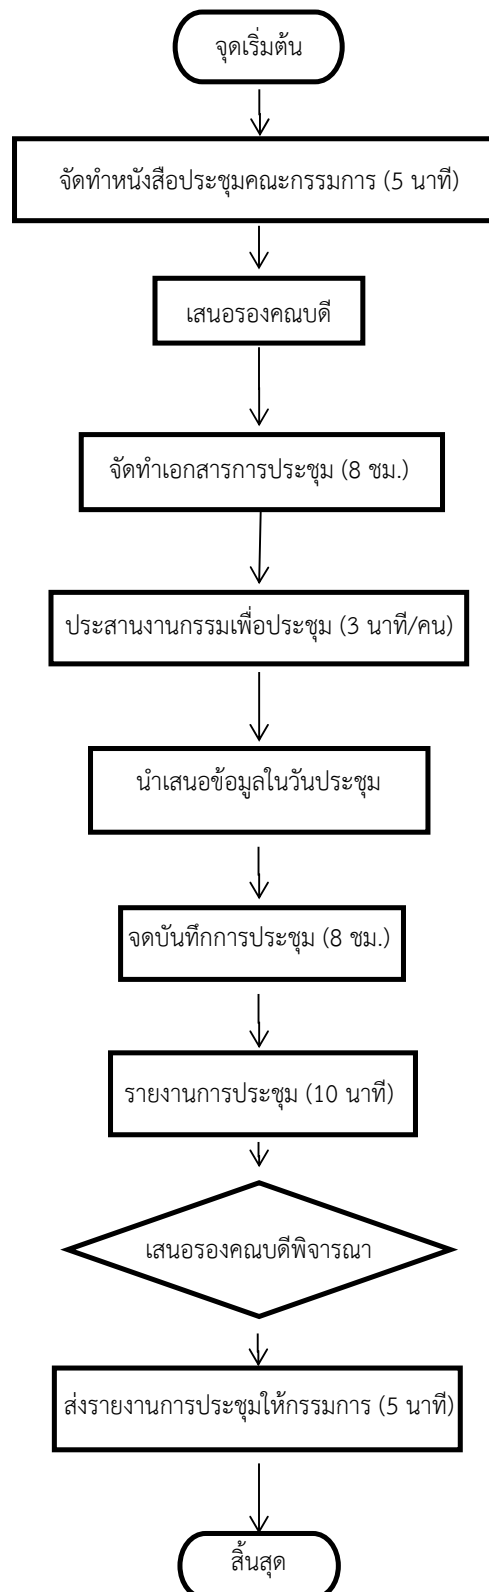 จุดเริ่มต้น
จัดทำหนังสือประชุมคณะกรรมการ (5 นาที)
เสนอรองคณบดี
จัดทำเอกสารการประชุม (8 ชม.)
ประสานงานกรรมเพื่อประชุม (3 นาที/คน)
นำเสนอข้อมูลในวันประชุม
จดบันทึกการประชุม (8 ชม.)
รายงานการประชุม (10 นาที)
เสนอรองคณบดีพิจารณา
ส่งรายงานการประชุมให้กรรมการ (5 นาที)
สิ้นสุด